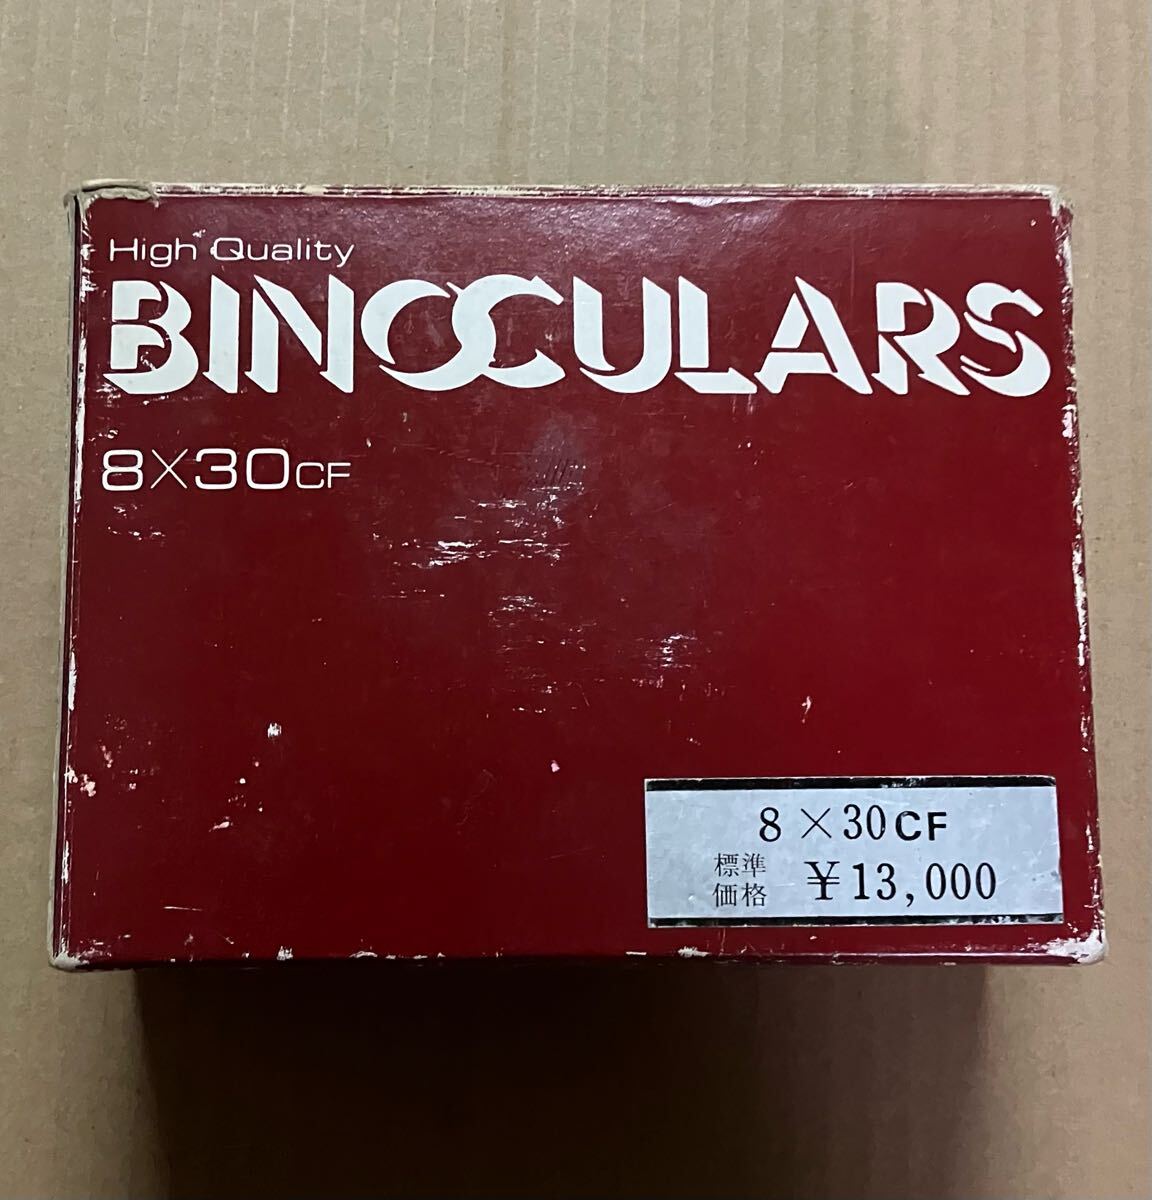 High Quality
BINOCULARS
8×30CF
8×30CF
標準
価格 ¥13,000